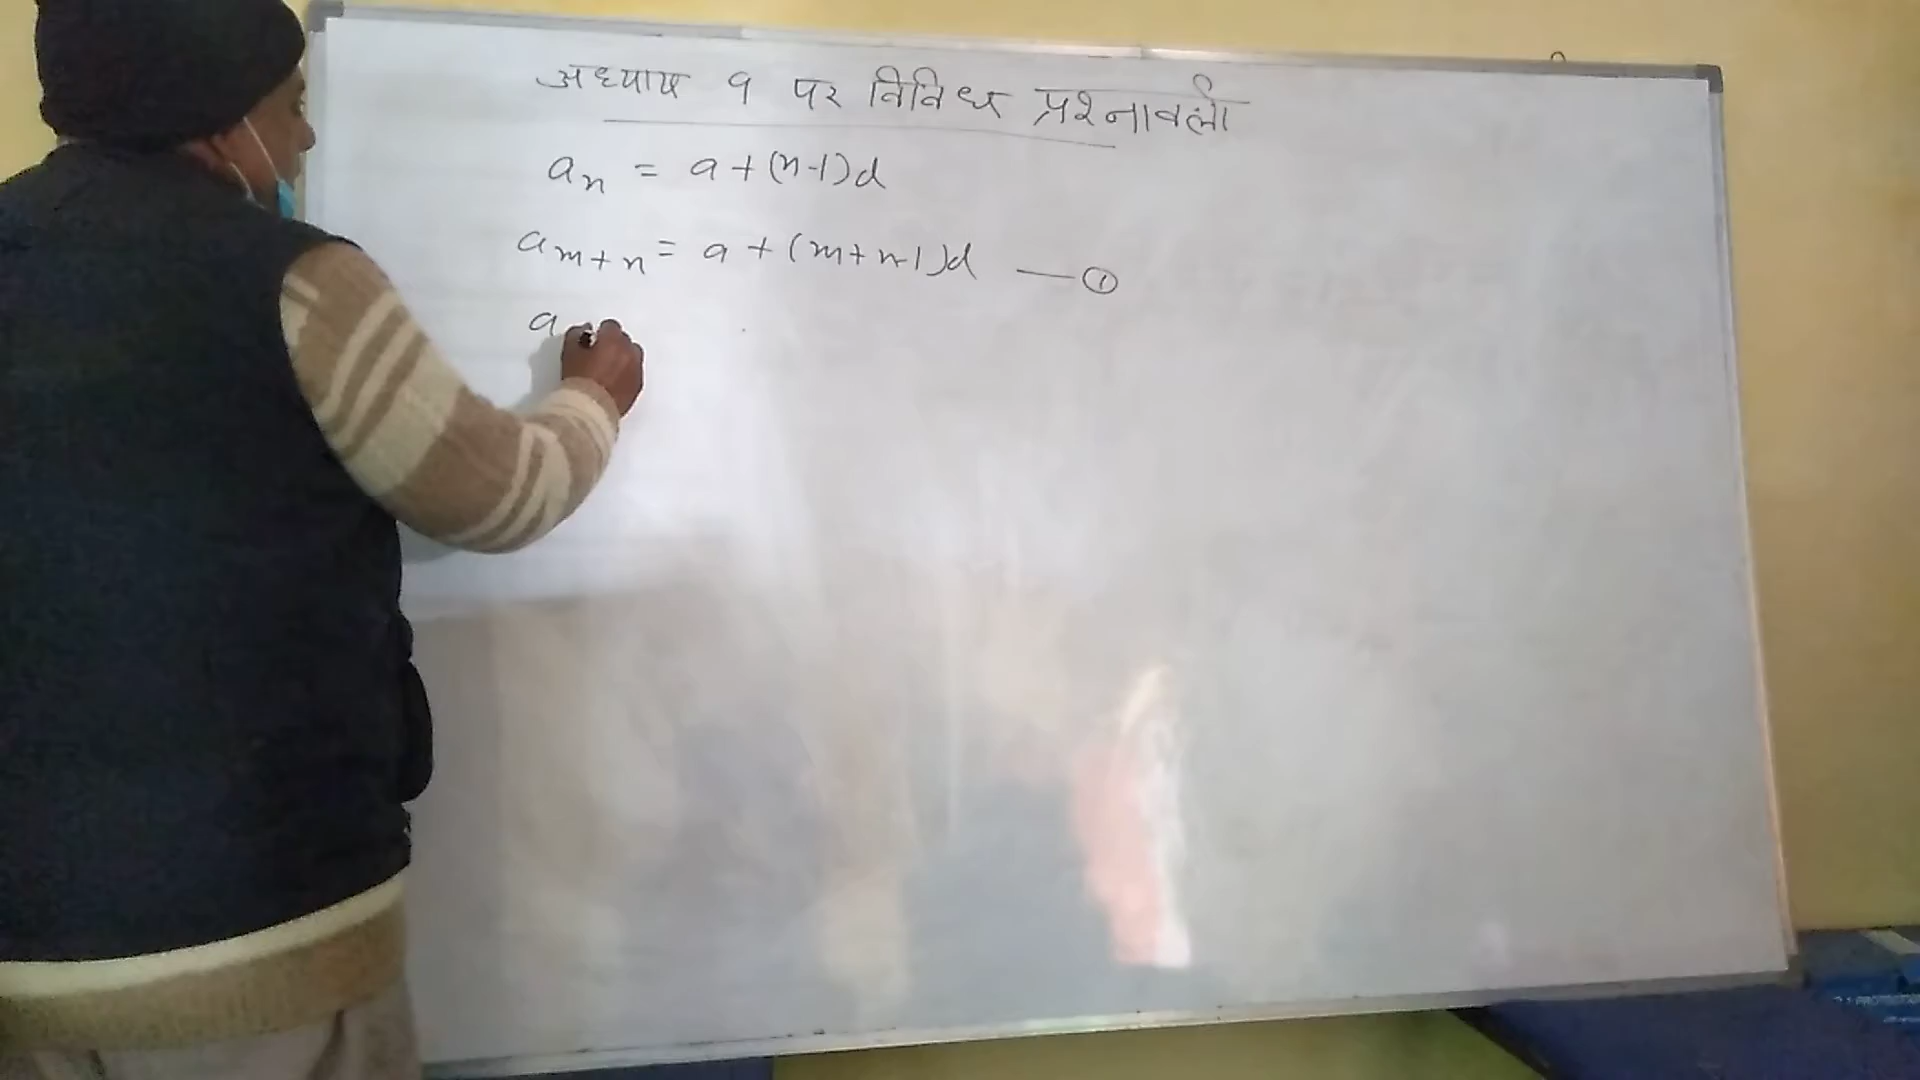 अध्याय 9 पर विविध प्रश्नावली
aₙ = a + (n-1)d
aₘ₊ₙ = a + (m+n-1)d — ①
a